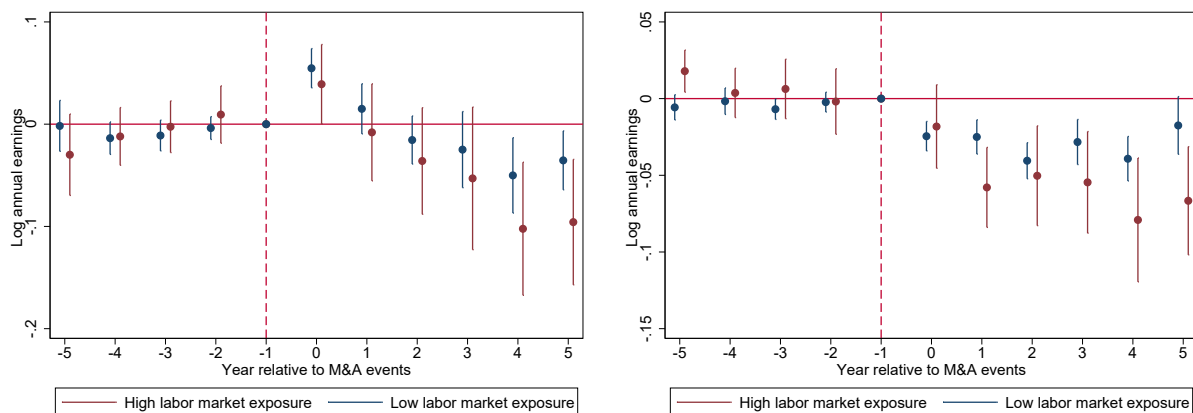 Log annual earnings
.1
0
-.1
-.2
-5 -4 -3 -2 -1 0 1 2 3 4 5
Year relative to M&A events
High labor market exposure Low labor market exposure
Log annual earnings
.05
0
-.05
-.1
-.15
-5 -4 -3 -2 -1 0 1 2 3 4 5
Year relative to M&A events
High labor market exposure Low labor market exposure